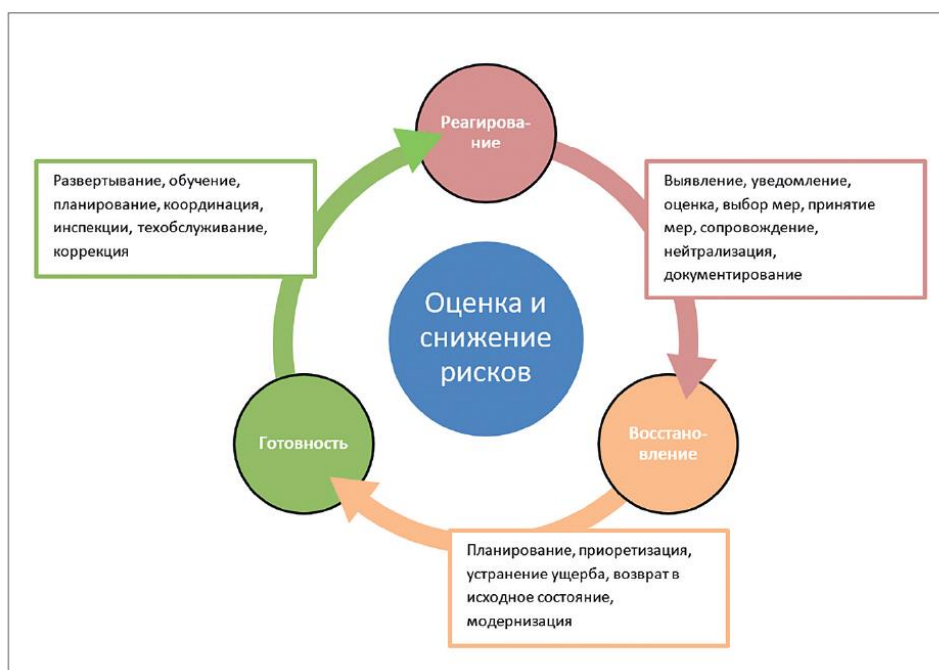 Реагирова-
ние
Развертывание, обучение,
планирование, координация,
инспекции, техобслуживание,
коррекция
Выявление, уведомление,
оценка, выбор мер, принятие
мер, сопровождение,
нейтрализация,
документирование
Оценка и
снижение
рисков
Готовность
Восстано-
вление
Планирование, приоретизация,
устранение ущерба, возврат в
исходное состояние,
модернизация